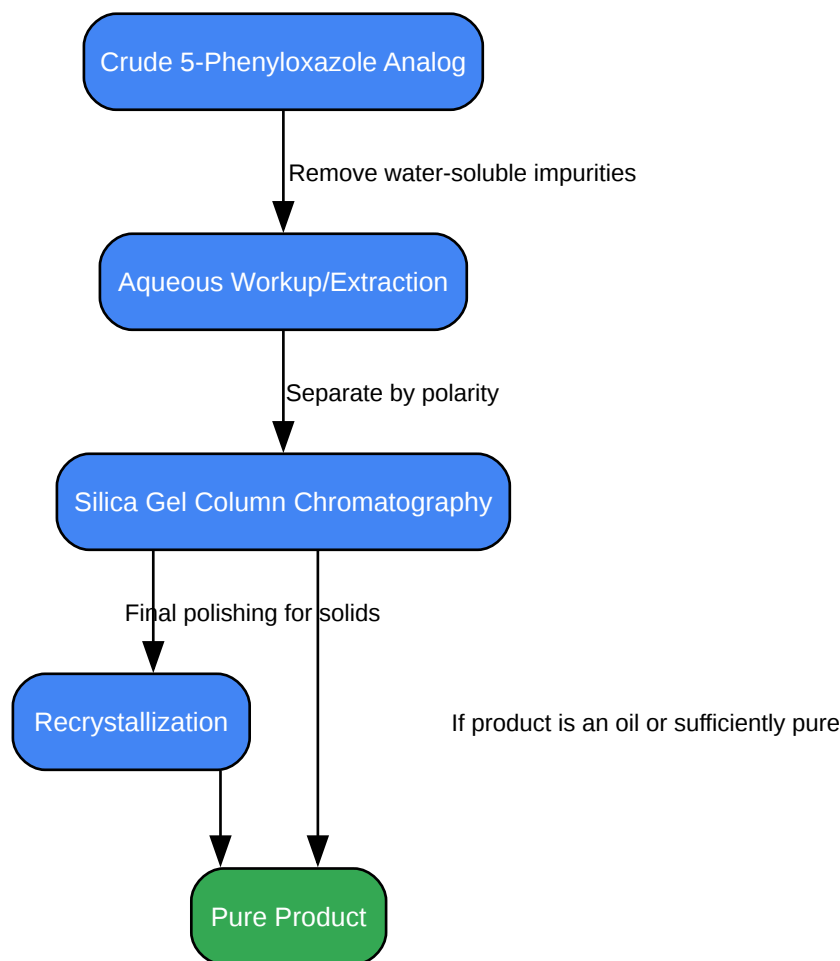 Crude 5-Phenyloxazole Analog
Remove water-soluble impurities
Aqueous Workup/Extraction
Separate by polarity
Silica Gel Column Chromatography
Final polishing for solids
Recrystallization
If product is an oil or sufficiently pure
Pure Product